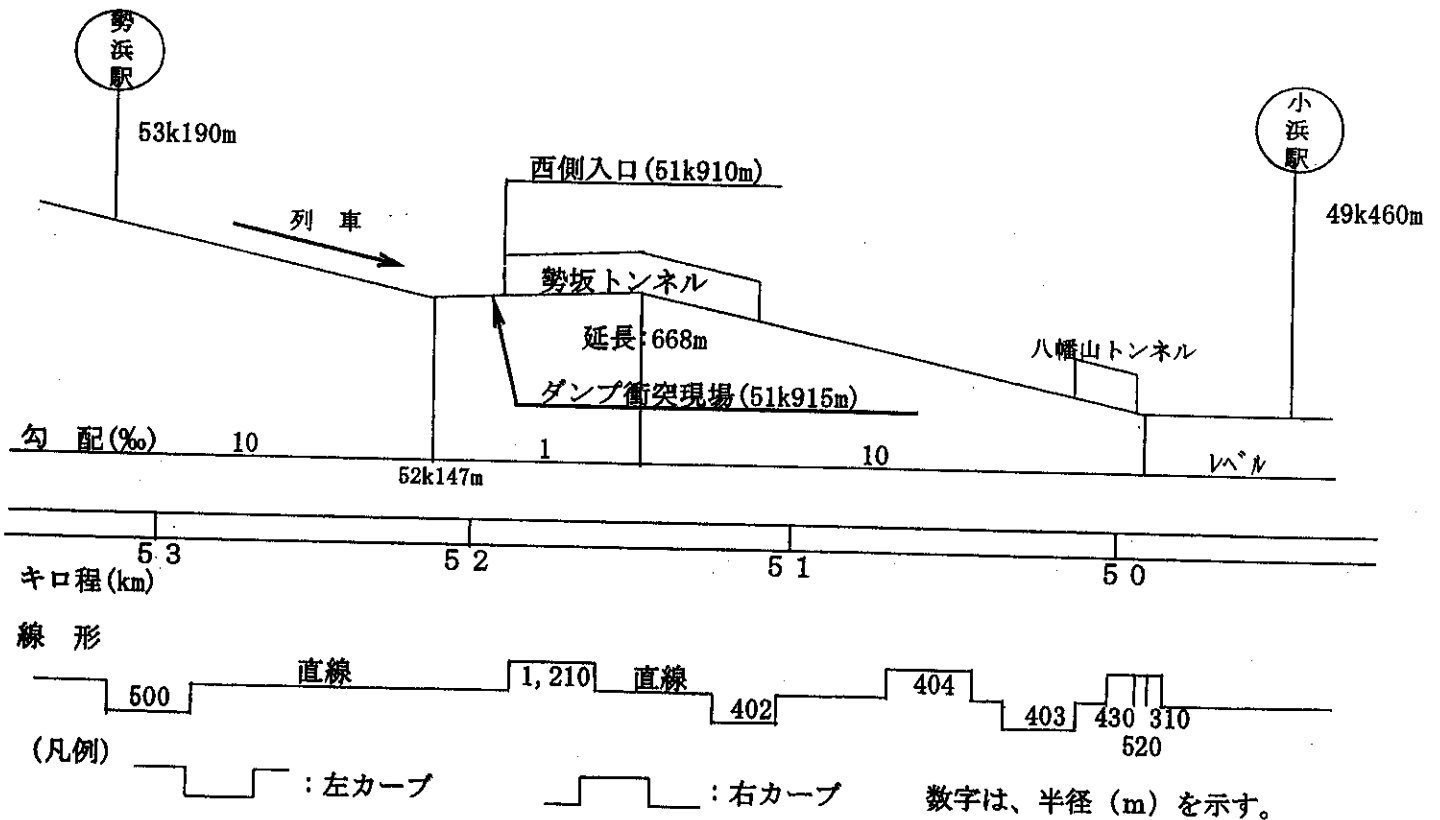 勢浜駅
53k190m
小浜駅
49k460m
西側入口(51k910m)
列 車
勢坂トンネル
延長:668m
八幡山トンネル
ダンプ衝突現場(51k915m)
勾 配(‰) 10 1 10 レベル
52k147m
53 52 51 50
キロ程(km)
線 形
500 直線 1,210 直線 402 404 403 430 310
520
(凡例)
:左カーブ :右カーブ 数字は、半径(m)を示す。